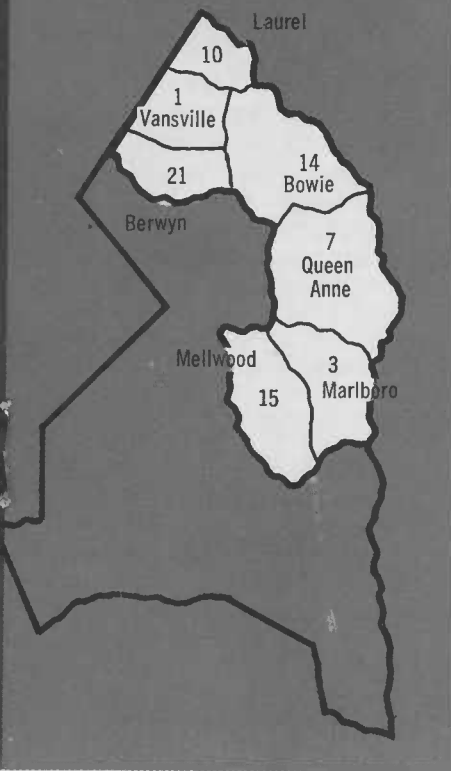 Laurel
10
1
Vansville
14
Bowie
21
Berwyn
7
Queen
Anne
Mellwood
3
Marlboro
15